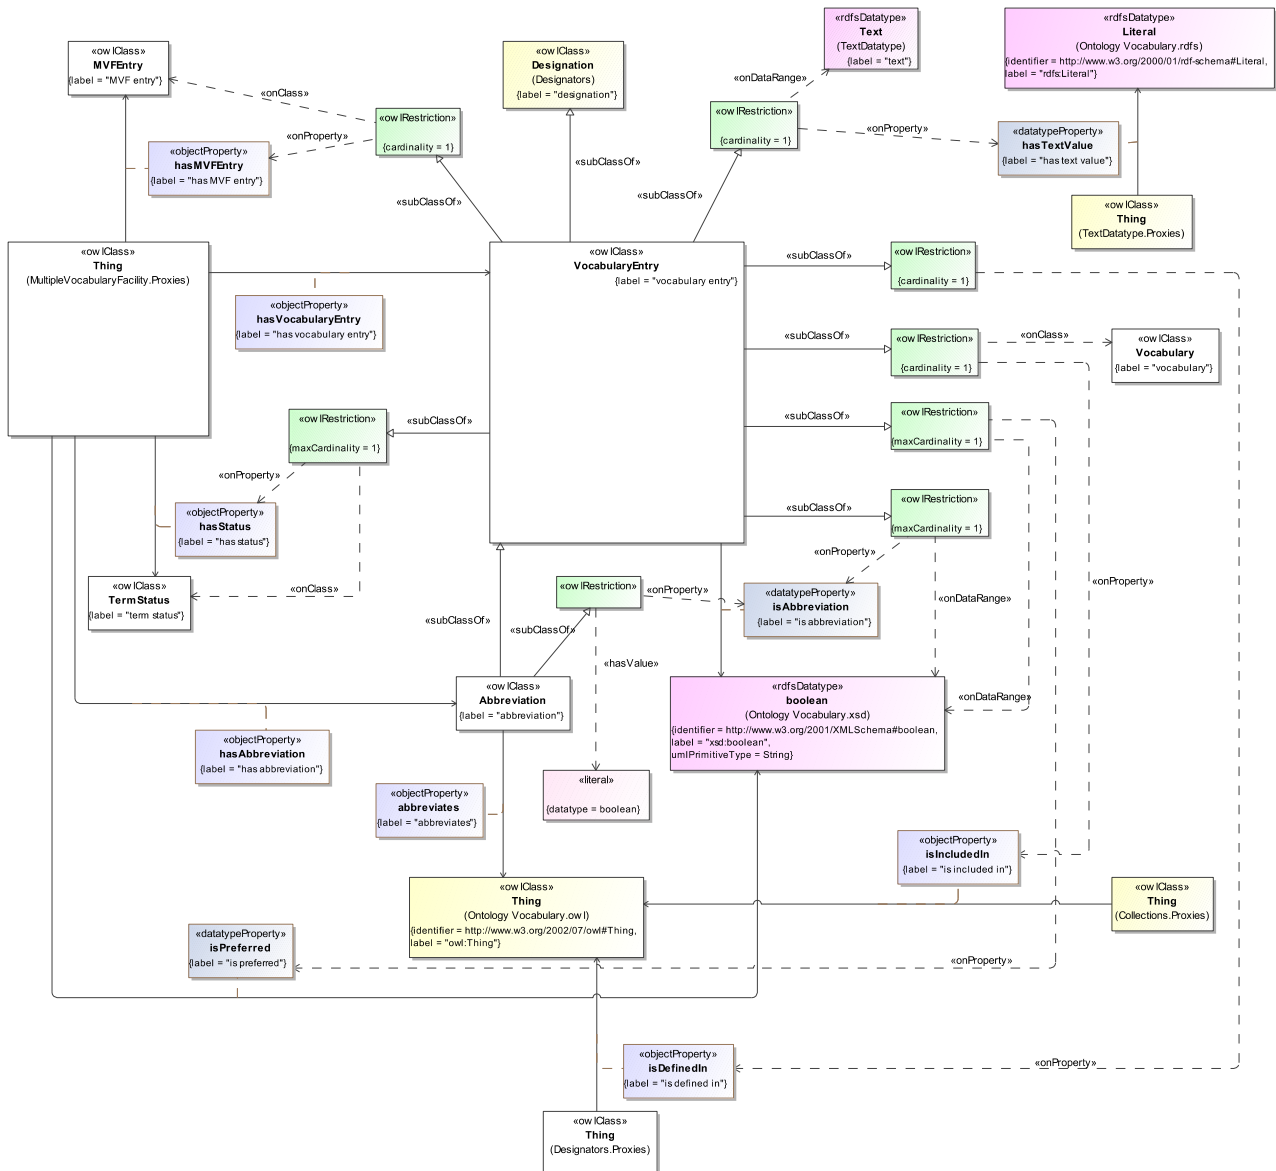 «owlClass»
MVFEntry
{label = "MVF entry"}
«owlClass»
Designation
(Designators)
{label = "designation"}
«rdfsDatatype»
Text
(TextDatatype)
{label = "text"}
«rdfsDatatype»
Literal
(Ontology Vocabulary.rdfs)
{identifier = http://www.w3.org/2000/01/rdf-schema#Literal,
label = "rdfs:Literal"}
«onClass»
«onDataRange»
«owlRestriction»
{cardinality = 1}
«onProperty»
«owlRestriction»
{cardinality = 1}
«onProperty»
«objectProperty»
hasMVFEntry
{label = "has MVF entry"}
«datatypeProperty»
hasTextValue
{label = "has text value"}
«subClassOf»
«subClassOf»
«subClassOf»
«owlClass»
Thing
(TextDatatype.Proxies)
«owlClass»
Thing
(MultipleVocabularyFacility.Proxies)
«owlClass»
VocabularyEntry
{label = "vocabulary entry"}
«subClassOf»
«owlRestriction»
{cardinality = 1}
«objectProperty»
hasVocabularyEntry
{label = "has vocabulary entry"}
«subClassOf»
«owlRestriction»
{cardinality = 1}
«onClass»
«owlClass»
Vocabulary
{label = "vocabulary"}
«owlRestriction»
{maxCardinality = 1}
«subClassOf»
«subClassOf»
«owlRestriction»
{maxCardinality = 1}
«onProperty»
«objectProperty»
hasStatus
{label = "has status"}
«subClassOf»
«owlRestriction»
{maxCardinality = 1}
«onProperty»
«owlClass»
TermStatus
{label = "term status"}
«onClass»
«owlRestriction»
«onProperty»
«datatypeProperty»
isAbbreviation
{label = "is abbreviation"}
«onDataRange»
«onProperty»
«subClassOf»
«subClassOf»
«hasValue»
«owlClass»
Abbreviation
{label = "abbreviation"}
«rdfsDatatype»
boolean
(Ontology Vocabulary.xsd)
{identifier = http://www.w3.org/2001/XMLSchema#boolean,
label = "xsd:boolean",
umlPrimitiveType = String}
«onDataRange»
«objectProperty»
hasAbbreviation
{label = "has abbreviation"}
«objectProperty»
abbreviates
{label = "abbreviates"}
«literal»
{datatype = boolean}
«objectProperty»
isIncludedIn
{label = "is included in"}
«owlClass»
Thing
(Ontology Vocabulary.owl)
{identifier = http://www.w3.org/2002/07/owl#Thing,
label = "owl:Thing"}
«owlClass»
Thing
(Collections.Proxies)
«datatypeProperty»
isPreferred
{label = "is preferred"}
«onProperty»
«objectProperty»
isDefinedIn
{label = "is defined in"}
«onProperty»
«owlClass»
Thing
(Designators.Proxies)